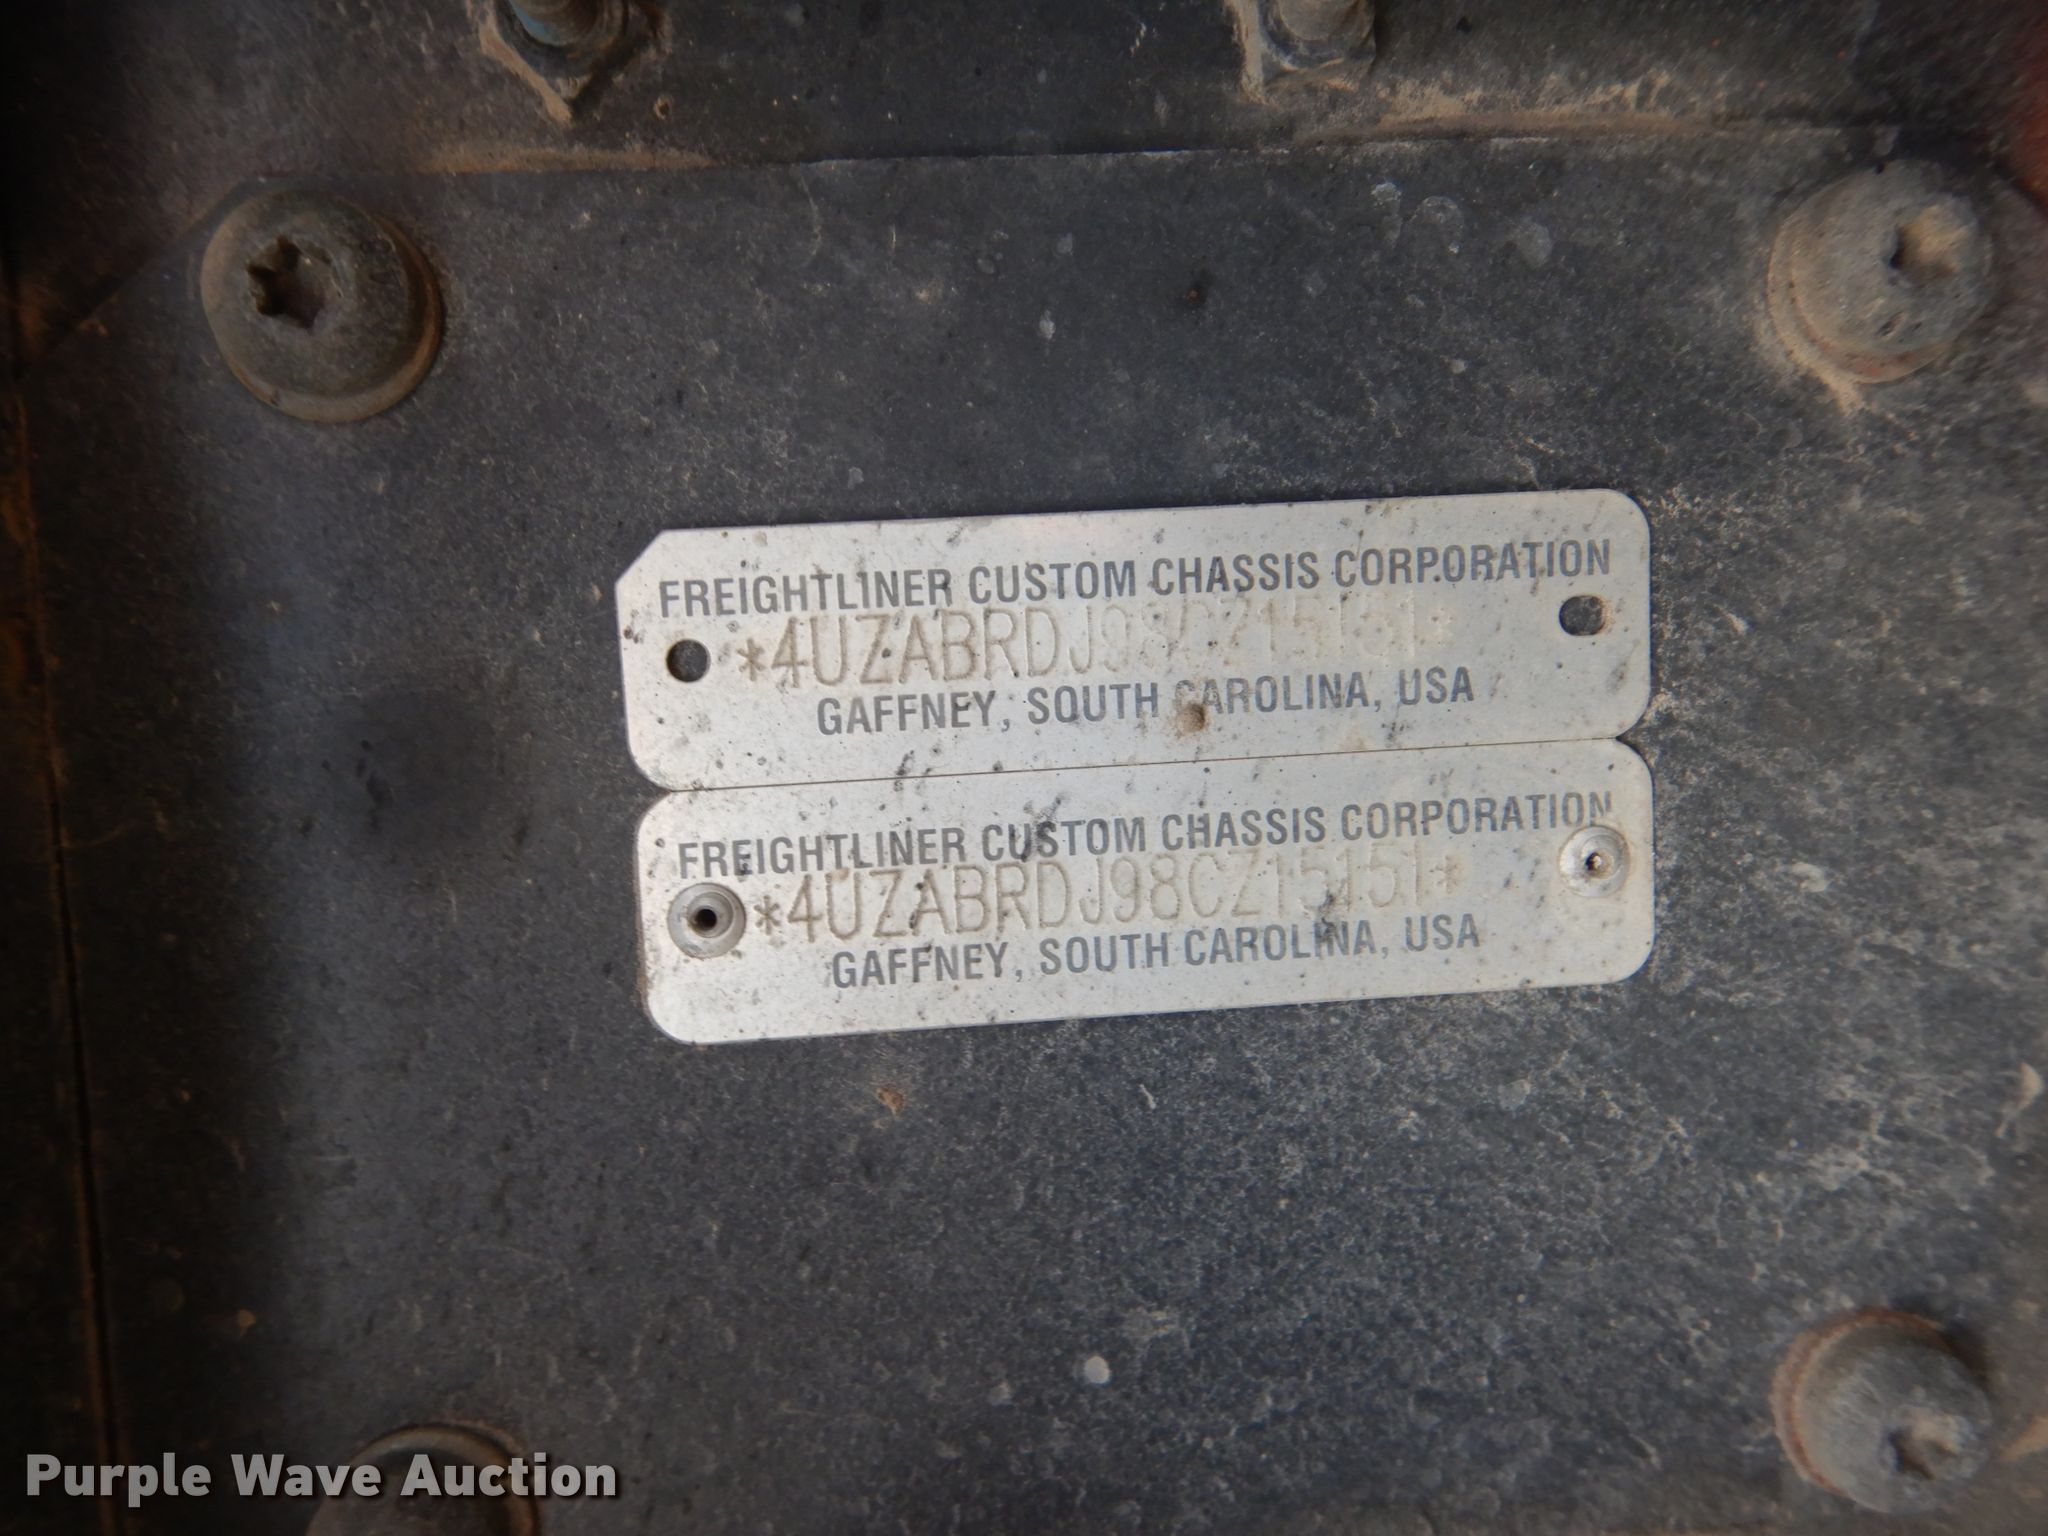 FREIGHTLINER CUSTOM CHASSIS CORPORATION
*4UZABRDJ98CZ15151*
GAFFNEY, SOUTH CAROLINA, USA
FREIGHTLINER CUSTOM CHASSIS CORPORATION
*4UZABRDJ98CZ15151*
GAFFNEY, SOUTH CAROLINA, USA
Purple Wave Auction